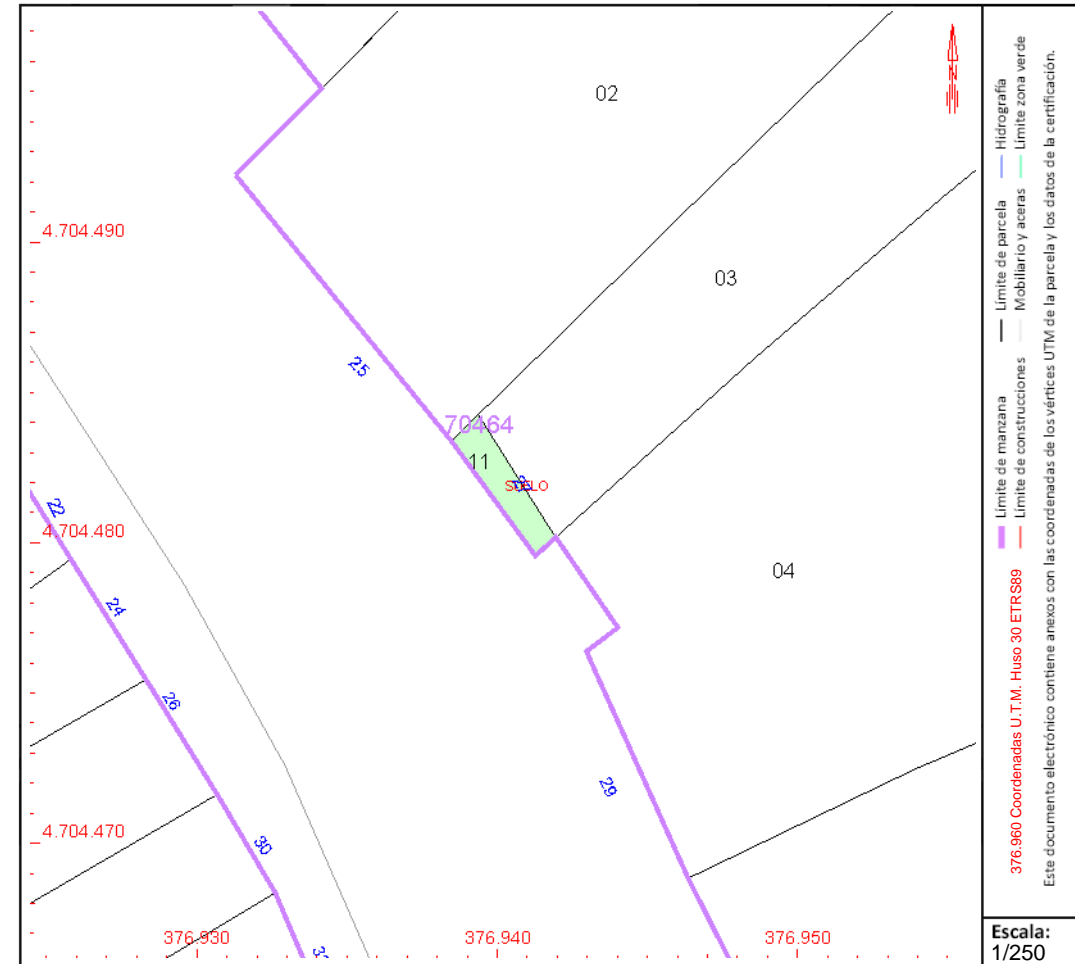 02
03
4.704.490
25
70464
11
SUELO
4.704.480
22
04
24
26
29
4.704.470
30
376.930
376.940
376.950
N
Límite de manzana
Límite de parcela
Hidrografía
376.960 Coordenadas U.T.M. Huso 30 ETRS89
Límite de construcciones
Mobiliario y aceras
Límite zona verde
Este documento electrónico contiene anexos con las coordenadas de los vértices UTM de la parcela y los datos de la certificación.
Escala:
1/250